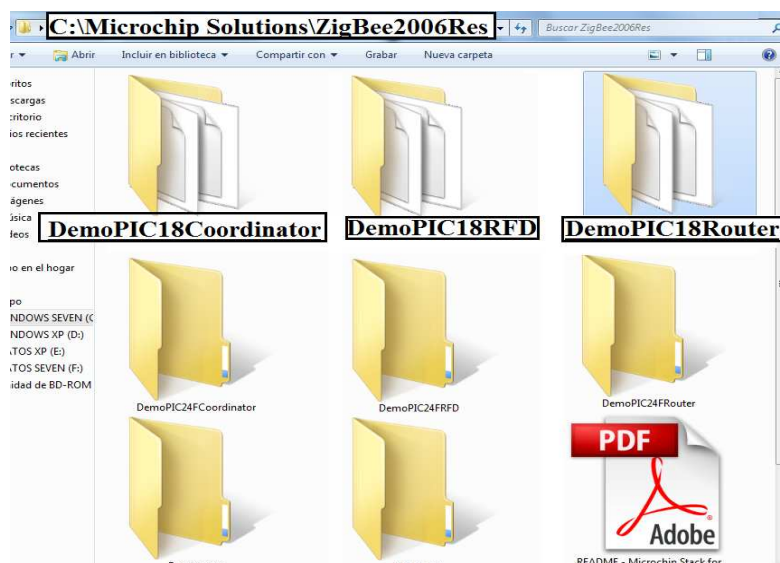 C:\Microchip Solutions\ZigBee2006Res
Buscar ZigBee2006Res
Abrir Incluir en biblioteca Compartir con Grabar Nueva carpeta
ritos
scargas
critorio
ios recientes
otecas
ocumentos
ágenes
úsica
deos
DemoPIC18Coordinator DemoPIC18RFD DemoPIC18Router
po en el hogar
po
NDOWS SEVEN (C
NDOWS XP (D:)
ATOS XP (E:)
ATOS SEVEN (F:)
idad de BD-ROM
DemoPIC24FCoordinator DemoPIC24FRFD DemoPIC24FRouter
PDF
Adobe
README - Microchip Stack for